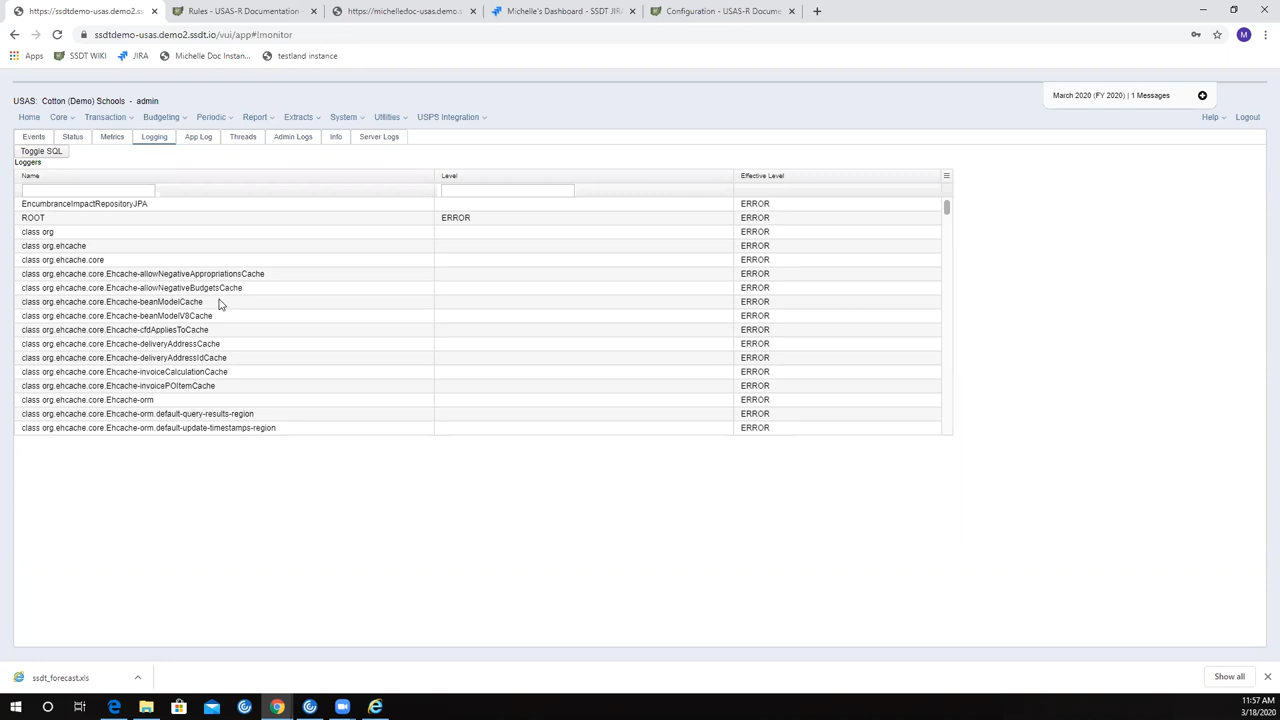 https://ssdtdemo-usas.demo2.ss
Rules - USAS-R Documentation
https://michelledoc-usas.demo
Michelle's Dashboard - SSDT JIR
Configuration - USAS-R Docume
ssdtdemo-usas.demo2.ssdt.io/vui/app#!monitor
M
Apps
SSDT WIKI
JIRA
Michelle Doc Instan...
testland instance
USAS: Cotton (Demo) Schools - admin
March 2020 (FY 2020) | 1 Messages
Home Core Transaction Budgeting Periodic Report Extracts System Utilities USPS Integration Help Logout
Events Status Metrics Logging App Log Threads Admin Logs Info Server Logs
Toggle SQL
Loggers
Name Level Effective Level
EncumbranceImpactRepositoryJPA ERROR
ROOT ERROR ERROR
class org ERROR
class org.ehcache ERROR
class org.ehcache.core ERROR
class org.ehcache.core.Ehcache-allowNegativeAppropriationsCache ERROR
class org.ehcache.core.Ehcache-allowNegativeBudgetsCache ERROR
class org.ehcache.core.Ehcache-beanModelCache ERROR
class org.ehcache.core.Ehcache-beanModelV8Cache ERROR
class org.ehcache.core.Ehcache-cfdAppliesToCache ERROR
class org.ehcache.core.Ehcache-deliveryAddressCache ERROR
class org.ehcache.core.Ehcache-deliveryAddressIdCache ERROR
class org.ehcache.core.Ehcache-invoiceCalculationCache ERROR
class org.ehcache.core.Ehcache-invoicePOItemCache ERROR
class org.ehcache.core.Ehcache-orm ERROR
class org.ehcache.core.Ehcache-orm.default-query-results-region ERROR
class org.ehcache.core.Ehcache-orm.default-update-timestamps-region ERROR
ssdt_forecast.xls
Show all
11:57 AM
3/18/2020